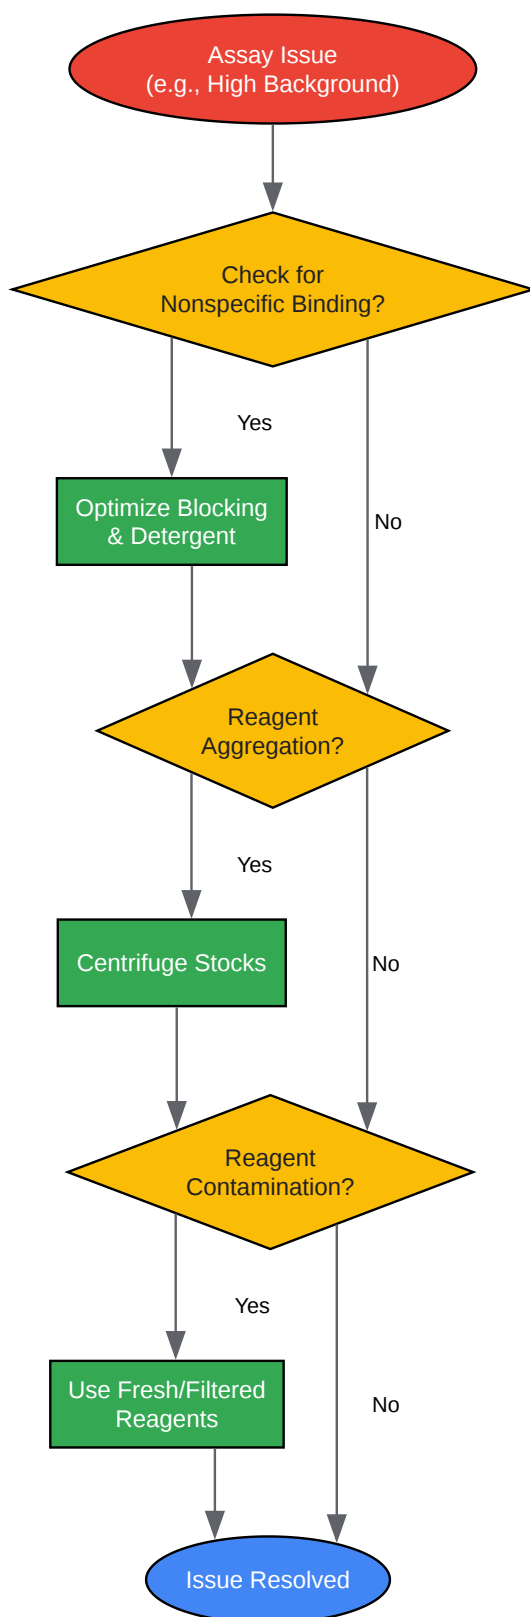 Assay Issue
(e.g., High Background)
Check for
Nonspecific Binding?
Yes
Optimize Blocking
& Detergent
No
Reagent
Aggregation?
Yes
Centrifuge Stocks
No
Reagent
Contamination?
Yes
Use Fresh/Filtered
Reagents
No
Issue Resolved